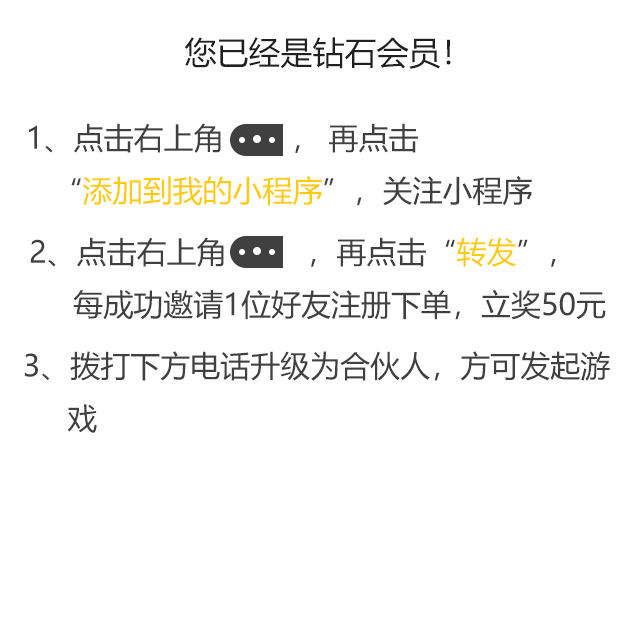 您已经是钻石会员！
1、点击右上角 ， 再点击
“添加到我的小程序”，关注小程序
2、点击右上角 ，再点击“转发”，
每成功邀请1位好友注册下单，立奖50元
3、拨打下方电话升级为合伙人，方可发起游
戏